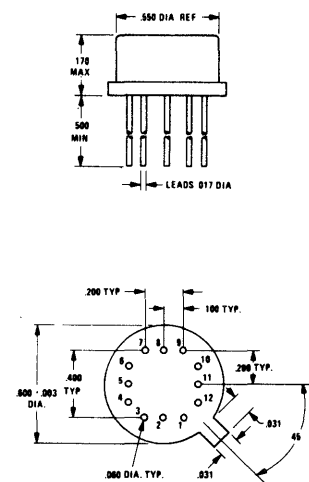 .550 DIA REF
.170
MAX
.500
MIN
LEADS .017 DIA
.200 TYP
.100 TYP.
7
8
9
6
10
.200 TYP.
.600 ± .003
DIA.
.400
TYP
5
11
4
12
.031
3
2
1
45
.060 DIA. TYP.
.031